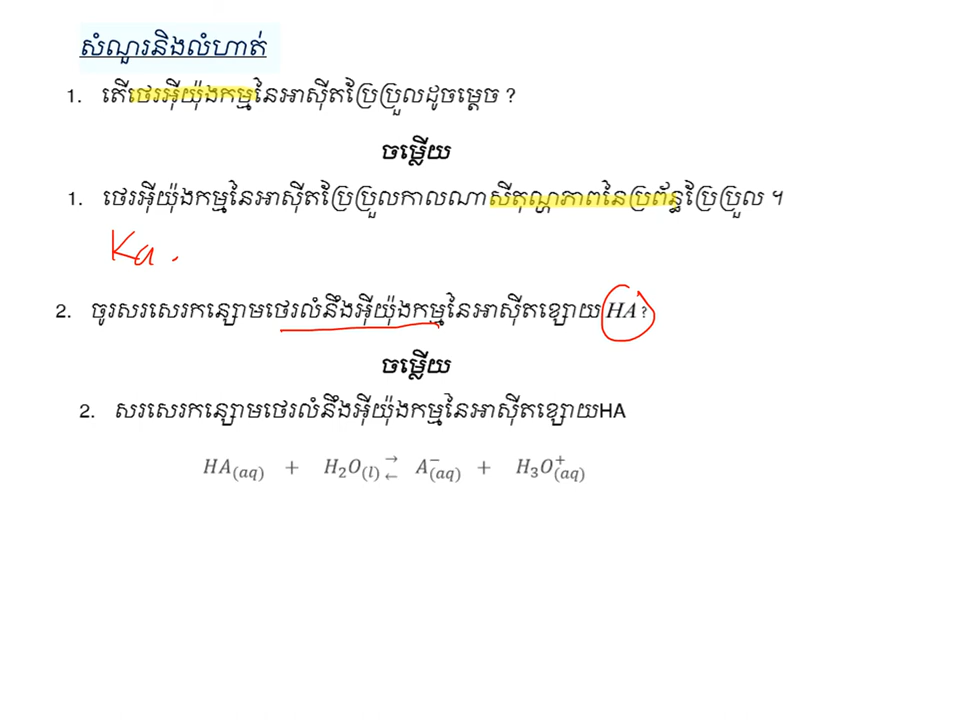 សំណួរនិងលំហាត់
1. តើថេរអ៊ីយ៉ុងកម្មនៃអាស៊ីតប្រែប្រួលដូចម្តេច ?
ចម្លើយ
1. ថេរអ៊ីយ៉ុងកម្មនៃអាស៊ីតប្រែប្រួលកាលណាសីតុណ្ហភាពនៃប្រព័ន្ធប្រែប្រួល ។
Ka .
2. ចូរសរសេរកន្សោមថេរលំនឹងអ៊ីយ៉ុងកម្មនៃអាស៊ីតខ្សោយ HA ?
ចម្លើយ
2. សរសេរកន្សោមថេរលំនឹងអ៊ីយ៉ុងកម្មនៃអាស៊ីតខ្សោយHA
HA(aq) + H₂O(l) ⇄ A⁻(aq) + H₃O⁺(aq)